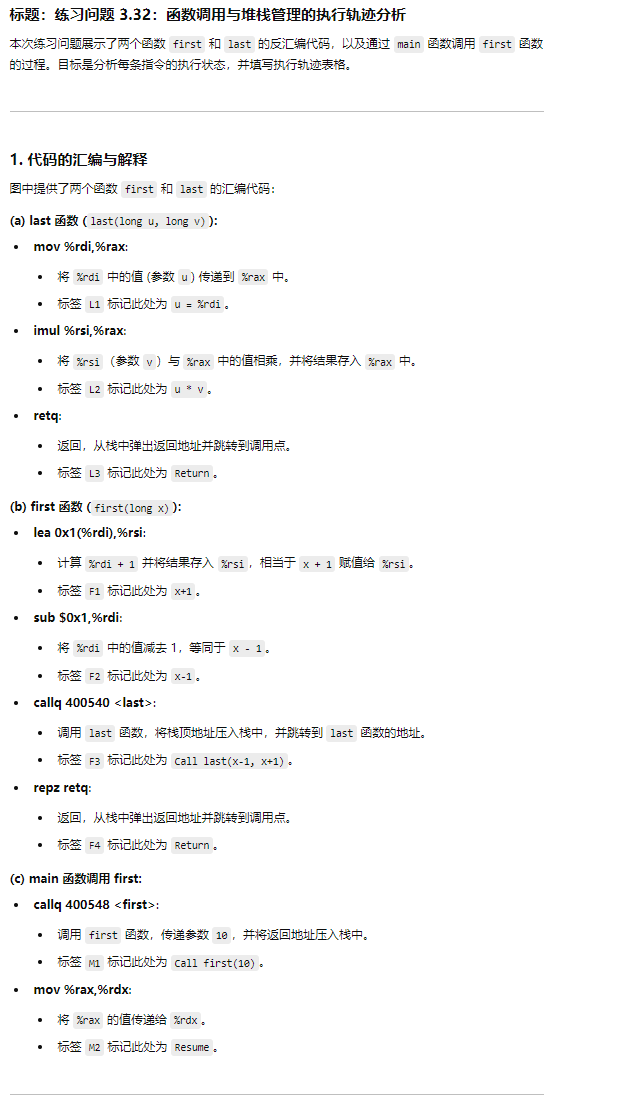 标题：练习问题 3.32：函数调用与堆栈管理的执行轨迹分析
本次练习问题展示了两个函数 first 和 last 的反汇编代码，以及通过 main 函数调用 first 函数
的过程。目标是分析每条指令的执行状态，并填写执行轨迹表格。
1. 代码的汇编与解释
图中提供了两个函数 first 和 last 的汇编代码：
(a) last 函数 ( last(long u, long v) ):
• mov %rdi,%rax:
• 将 %rdi 中的值 (参数 u ) 传递到 %rax 中。
• 标签 L1 标记此处为 u = %rdi 。
• imul %rsi,%rax:
• 将 %rsi （参数 v ）与 %rax 中的值相乘，并将结果存入 %rax 中。
• 标签 L2 标记此处为 u * v 。
• retq:
• 返回，从栈中弹出返回地址并跳转到调用点。
• 标签 L3 标记此处为 Return 。
(b) first 函数 ( first(long x) ):
• lea 0x1(%rdi),%rsi:
• 计算 %rdi + 1 并将结果存入 %rsi ，相当于 x + 1 赋值给 %rsi 。
• 标签 F1 标记此处为 x+1 。
• sub $0x1,%rdi:
• 将 %rdi 中的值减去 1，等同于 x - 1 。
• 标签 F2 标记此处为 x-1 。
• callq 400540 <last>:
• 调用 last 函数，将栈顶地址压入栈中，并跳转到 last 函数的地址。
• 标签 F3 标记此处为 Call last(x-1, x+1) 。
• repz retq:
• 返回，从栈中弹出返回地址并跳转到调用点。
• 标签 F4 标记此处为 Return 。
(c) main 函数调用 first:
• callq 400548 <first>:
• 调用 first 函数，传递参数 10 ，并将返回地址压入栈中。
• 标签 M1 标记此处为 Call first(10) 。
• mov %rax,%rdx:
• 将 %rax 的值传递给 %rdx 。
• 标签 M2 标记此处为 Resume 。